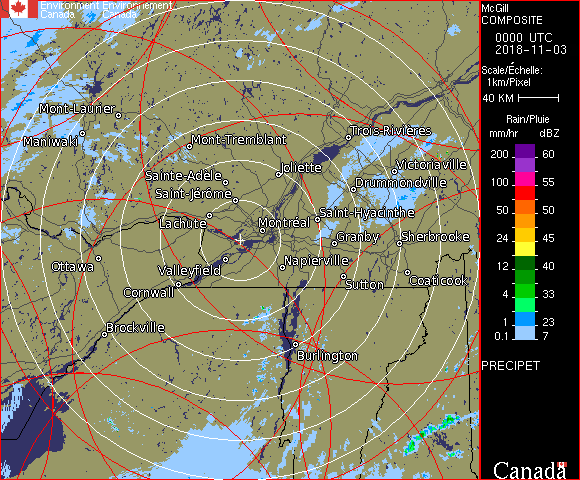 Environment Environnement
Canada Canada
McGill
COMPOSITE
0000 UTC
2018-11-03
Scale/Échelle:
1km/Pixel
40 KM
Rain/Pluie
mm/hr dBZ
200 60
100 55
50 50
24 45
12 40
4 33
1 23
0.1 7
PRECIPET
Canada
Mont-Laurier
Maniwaki
Mont-Tremblant
Trois-Rivières
Joliette
Victoriaville
Sainte-Adèle
Drummondville
Saint-Jérôme
Saint-Hyacinthe
Lachute
Montréal
Granby
Sherbrooke
Ottawa
Napierville
Valleyfield
Coaticook
Sutton
Cornwall
Brockville
Burlington